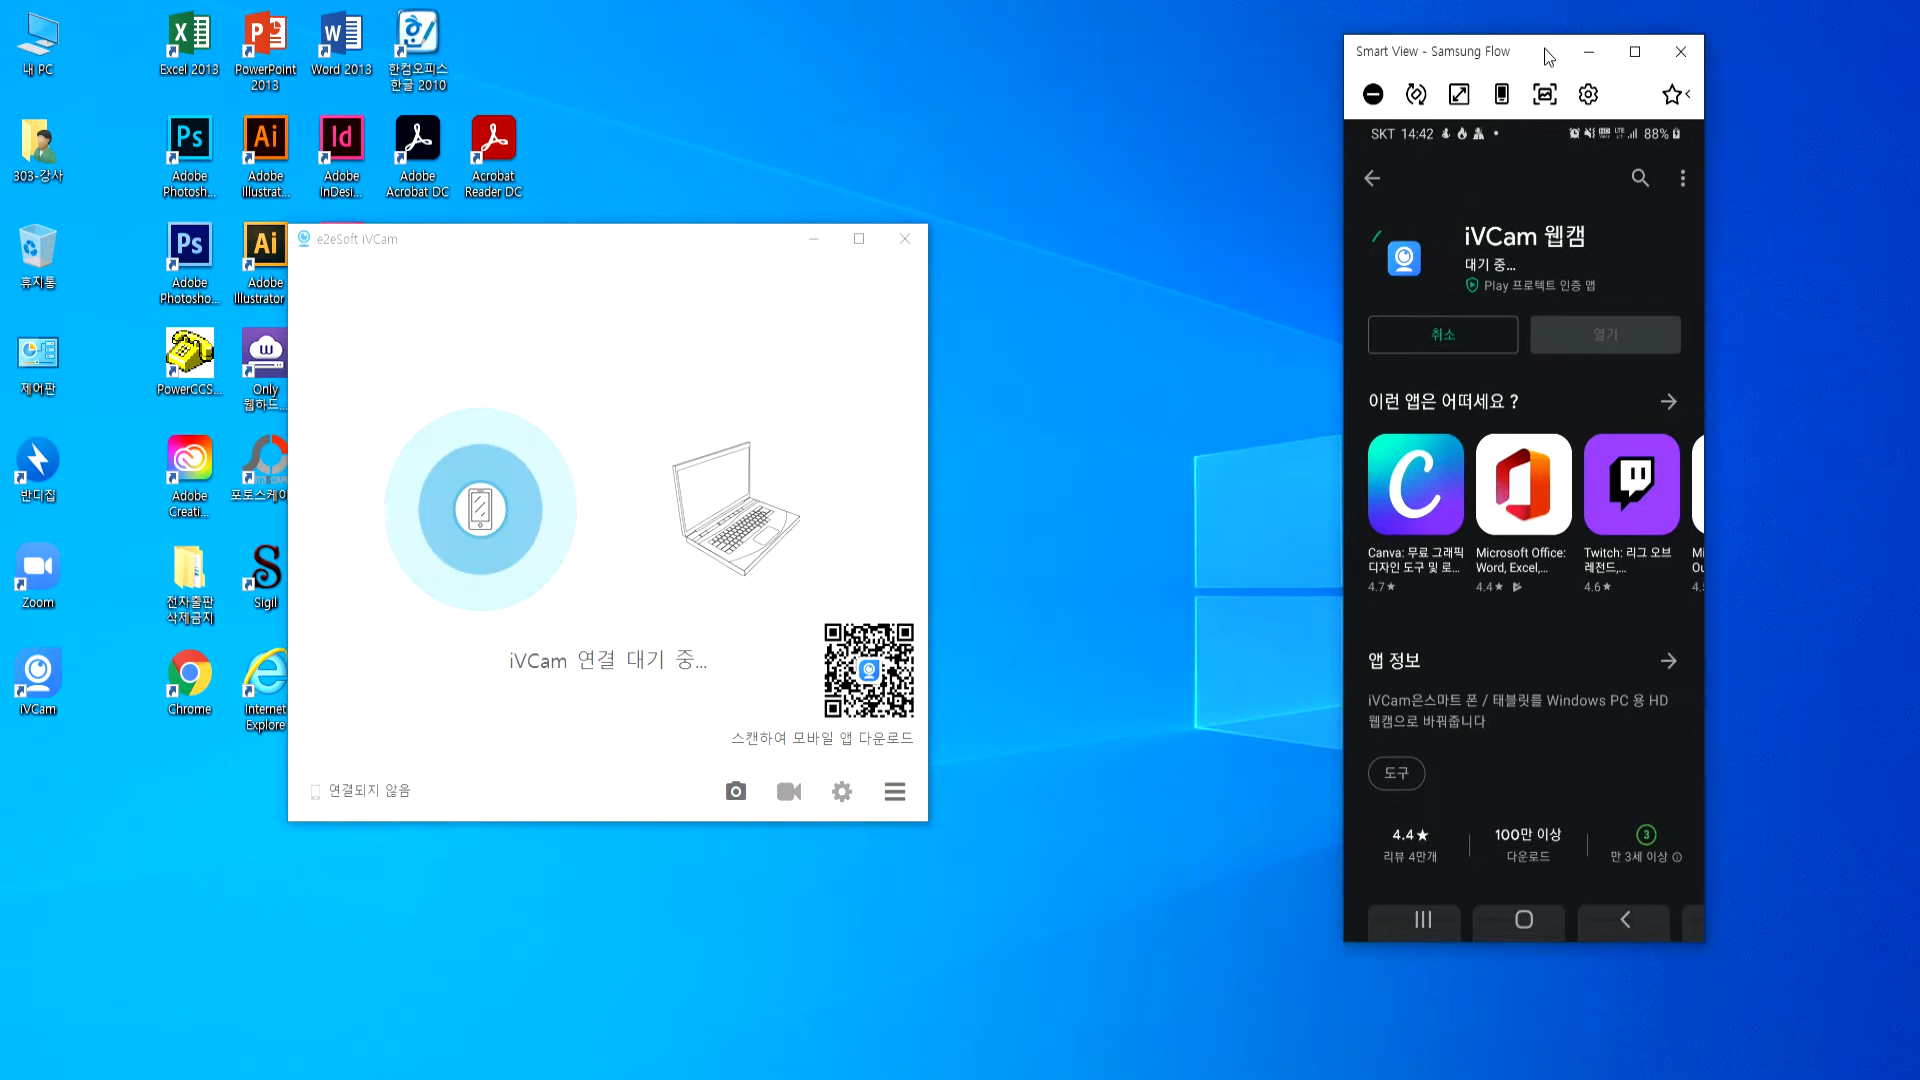 내 PC
Excel 2013
PowerPoint
2013
Word 2013
한컴오피스
한글 2010
303-강사
Ps
Adobe
Photosh...
Ai
Adobe
Illustrat...
Id
Adobe
InDesi...
Adobe
Acrobat DC
Acrobat
Reader DC
휴지통
Ps
Adobe
Photosho...
Ai
Adobe
Illustrator
제어판
PowerCCS...
Only
웹하드...
반디집
Adobe
Creati...
포토스케이
Zoom
전자출판
삭제금지
Sigil
iVCam
Chrome
Internet
Explore
e2eSoft iVCam
iVCam 연결 대기 중...
스캔하여 모바일 앱 다운로드
연결되지 않음
Smart View - Samsung Flow
SKT 14:42
88%
iVCam 웹캠
대기 중...
Play 프로텍트 인증 앱
취소
열기
이런 앱은 어떠세요 ?
Canva: 무료 그래픽
디자인 도구 및 로...
4.7★
Microsoft Office:
Word, Excel,...
4.4★
Twitch: 리그 오브
레전드,...
4.6★
Mi
Ou
4.
앱 정보
iVCam은스마트 폰 / 태블릿를 Windows PC 용 HD
웹캠으로 바꿔줍니다
도구
4.4★
리뷰 4만개
100만 이상
다운로드
3
만 3세 이상